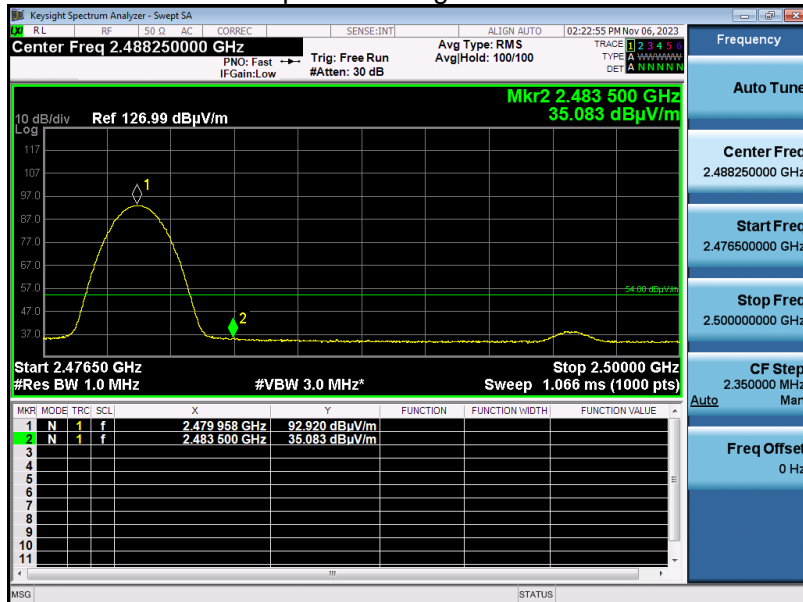 Keysight Spectrum Analyzer - Swept SA
LXI RL RF 50 Ω AC CORREC SENSE:INT ALIGN AUTO 02:22:55 PM Nov 06, 2023
Center Freq 2.488250000 GHz
PNO: Fast
IFGain:Low
Trig: Free Run
#Atten: 30 dB
Avg Type: RMS
Avg|Hold: 100/100
TRACE 1 2 3 4 5 6
TYPE A WWWWW
DET A N N N N N
Mkr2 2.483 500 GHz
35.083 dBµV/m
10 dB/div Ref 126.99 dBµV/m
Log
117
107
97.0
87.0
77.0
67.0
57.0
47.0
37.0
1
2
54.00 dBµV/m
Start 2.47650 GHz Stop 2.50000 GHz
#Res BW 1.0 MHz #VBW 3.0 MHz* Sweep 1.066 ms (1000 pts)
MKR MODE TRC SCL X Y FUNCTION FUNCTION WIDTH FUNCTION VALUE
1 N 1 f 2.479 958 GHz 92.920 dBµV/m
2 N 1 f 2.483 500 GHz 35.083 dBµV/m
3
4
5
6
7
8
9
10
11
MSG STATUS
Frequency
Auto Tune
Center Freq
2.488250000 GHz
Start Freq
2.476500000 GHz
Stop Freq
2.500000000 GHz
CF Step
2.350000 MHz
Auto Man
Freq Offset
0 Hz